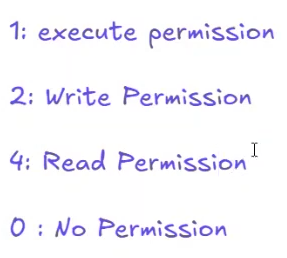 1: execute permission
2: Write Permission
4: Read Permission
0 : No Permission